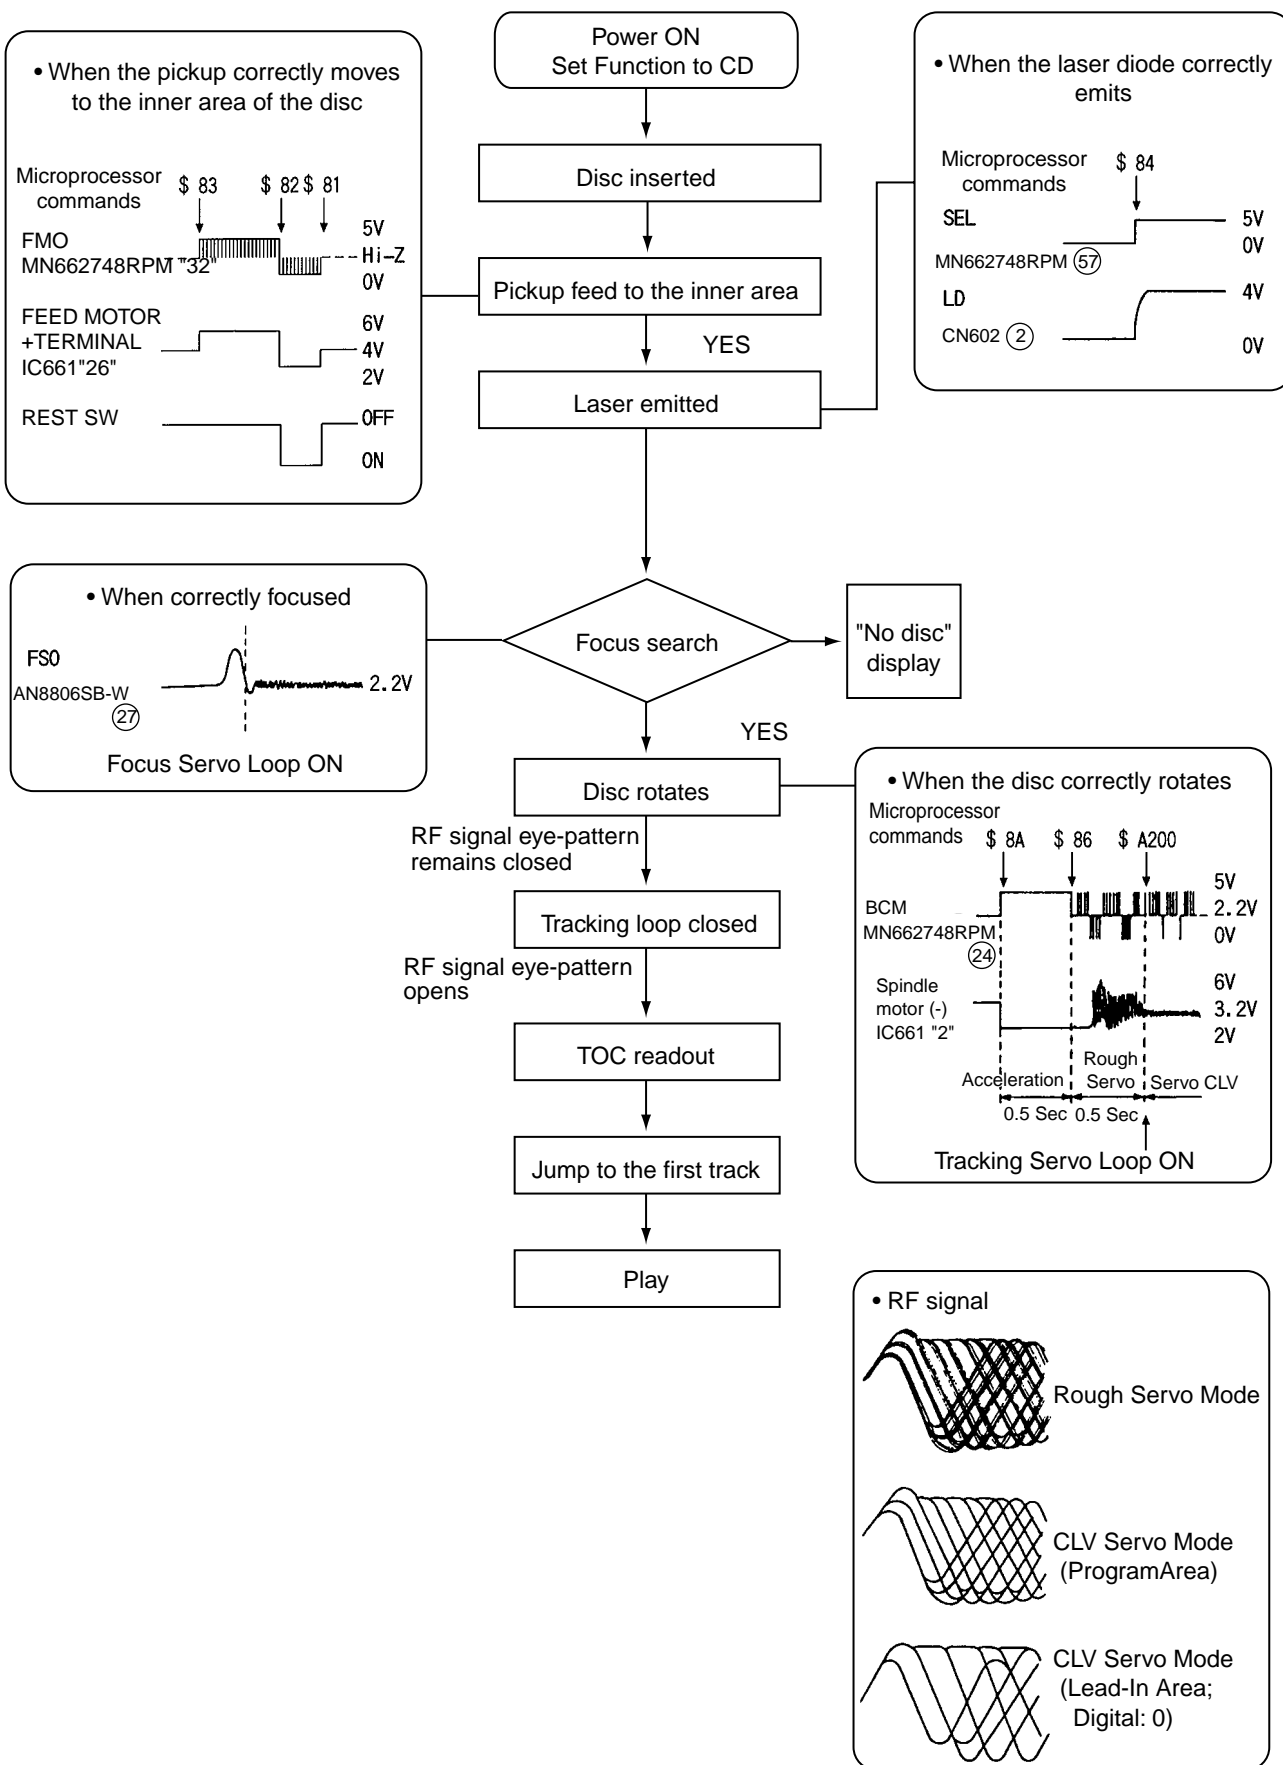 Power ON
Set Function to CD
Disc inserted
Pickup feed to the inner area
YES
Laser emitted
Focus search
"No disc"
display
YES
Disc rotates
RF signal eye-pattern
remains closed
Tracking loop closed
RF signal eye-pattern
opens
TOC readout
Jump to the first track
Play
• When the pickup correctly moves
to the inner area of the disc
Microprocessor
commands
$ 83
$ 82
$ 81
FMO
MN662748RPM "32"
5V
Hi-Z
0V
FEED MOTOR
+TERMINAL
IC661"26"
6V
4V
2V
REST SW
OFF
ON
• When the laser diode correctly
emits
Microprocessor
commands
$ 84
SEL
MN662748RPM 57
5V
0V
LD
CN602 2
4V
0V
• When correctly focused
FSO
AN8806SB-W
27
2.2V
Focus Servo Loop ON
• When the disc correctly rotates
Microprocessor
commands
$ 8A
$ 86
$ A200
BCM
MN662748RPM
24
5V
2.2V
0V
Spindle
motor (-)
IC661 "2"
6V
3.2V
2V
Acceleration
Rough
Servo
Servo CLV
0.5 Sec
0.5 Sec
Tracking Servo Loop ON
• RF signal
Rough Servo Mode
CLV Servo Mode
(ProgramArea)
CLV Servo Mode
(Lead-In Area;
Digital: 0)